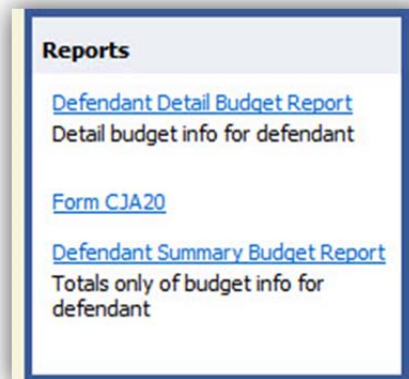 Reports
Defendant Detail Budget Report
Detail budget info for defendant
Form CJA20
Defendant Summary Budget Report
Totals only of budget info for
defendant